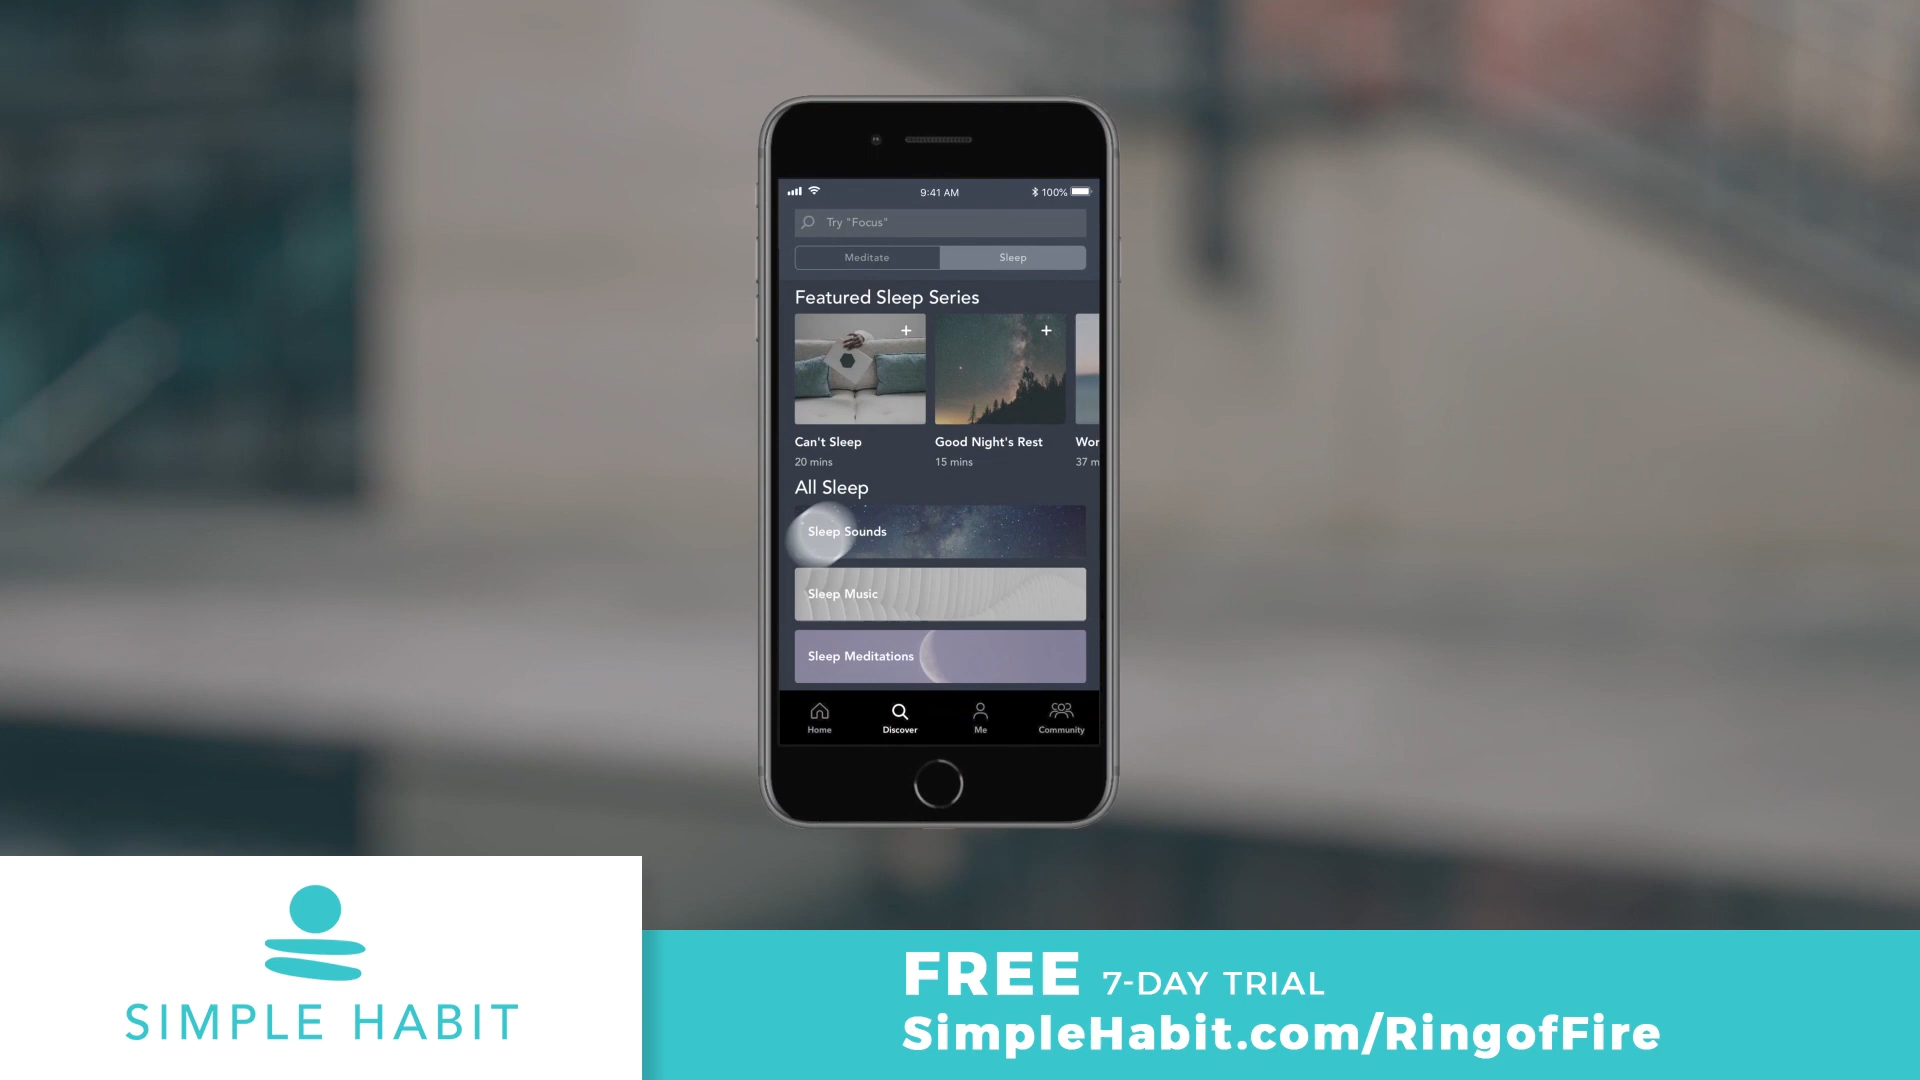 9:41 AM
100%
Try "Focus"
Meditate
Sleep
Featured Sleep Series
Can't Sleep
20 mins
Good Night's Rest
15 mins
Wor
37 m
All Sleep
Sleep Sounds
Sleep Music
Sleep Meditations
Home
Discover
Me
Community
SIMPLE HABIT
FREE 7-DAY TRIAL
SimpleHabit.com/RingofFire